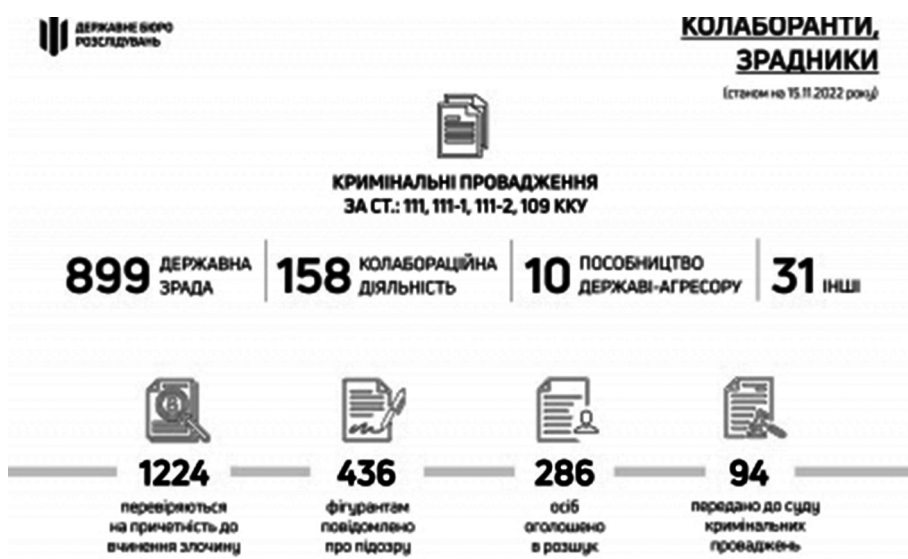 ДЕРЖАВНЕ БЮРО
РОЗСЛІДУВАНЬ
КОЛАБОРАНТИ,
ЗРАДНИКИ
(станом на 15.11.2022 року)
КРИМІНАЛЬНІ ПРОВАДЖЕННЯ
ЗА СТ.: 111, 111-1, 111-2, 109 ККУ
899 ДЕРЖАВНА
ЗРАДА
158 КОЛАБОРАЦІЙНА
ДІЯЛЬНІСТЬ
10 ПОСОБНИЦТВО
ДЕРЖАВІ-АГРЕСОРУ
31 ІНШІ
1224
перевіряються
на причетність до
вчинення злочину
436
фігурантам
повідомлено
про підозру
286
осіб
оголошено
в розшук
94
передано до суду
кримінальних
проваджень